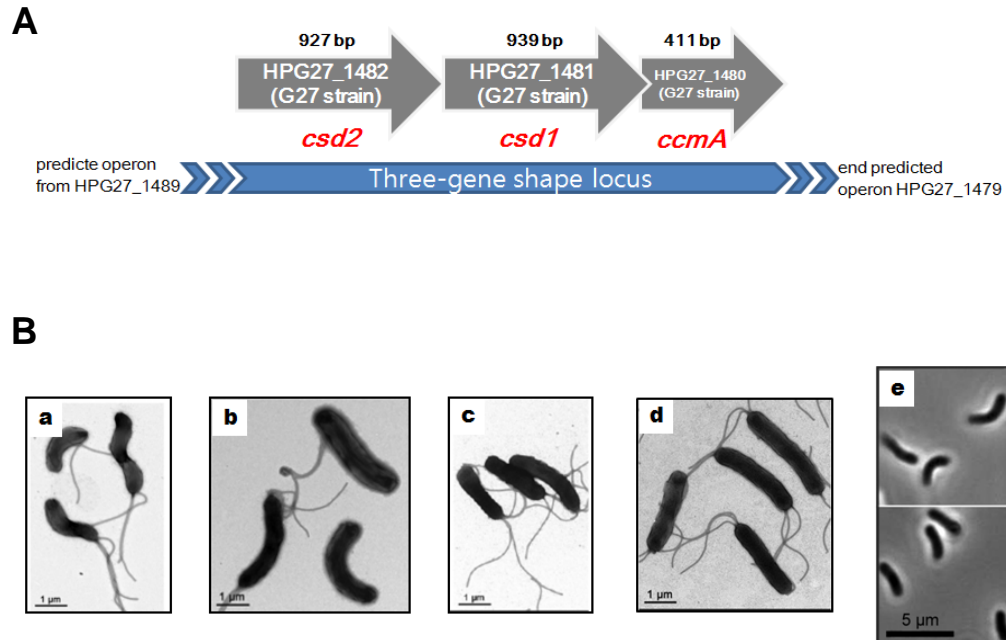 A
927 bp
939 bp
411 bp
HPG27_1482
(G27 strain)
HPG27_1481
(G27 strain)
HPG27_1480
(G27 strain)
csd2
csd1
ccmA
predicte operon
from HPG27_1489
Three-gene shape locus
end predicted
operon HPG27_1479
B
a
1 µm
b
1 µm
c
1 µm
d
1 µm
e
5 µm